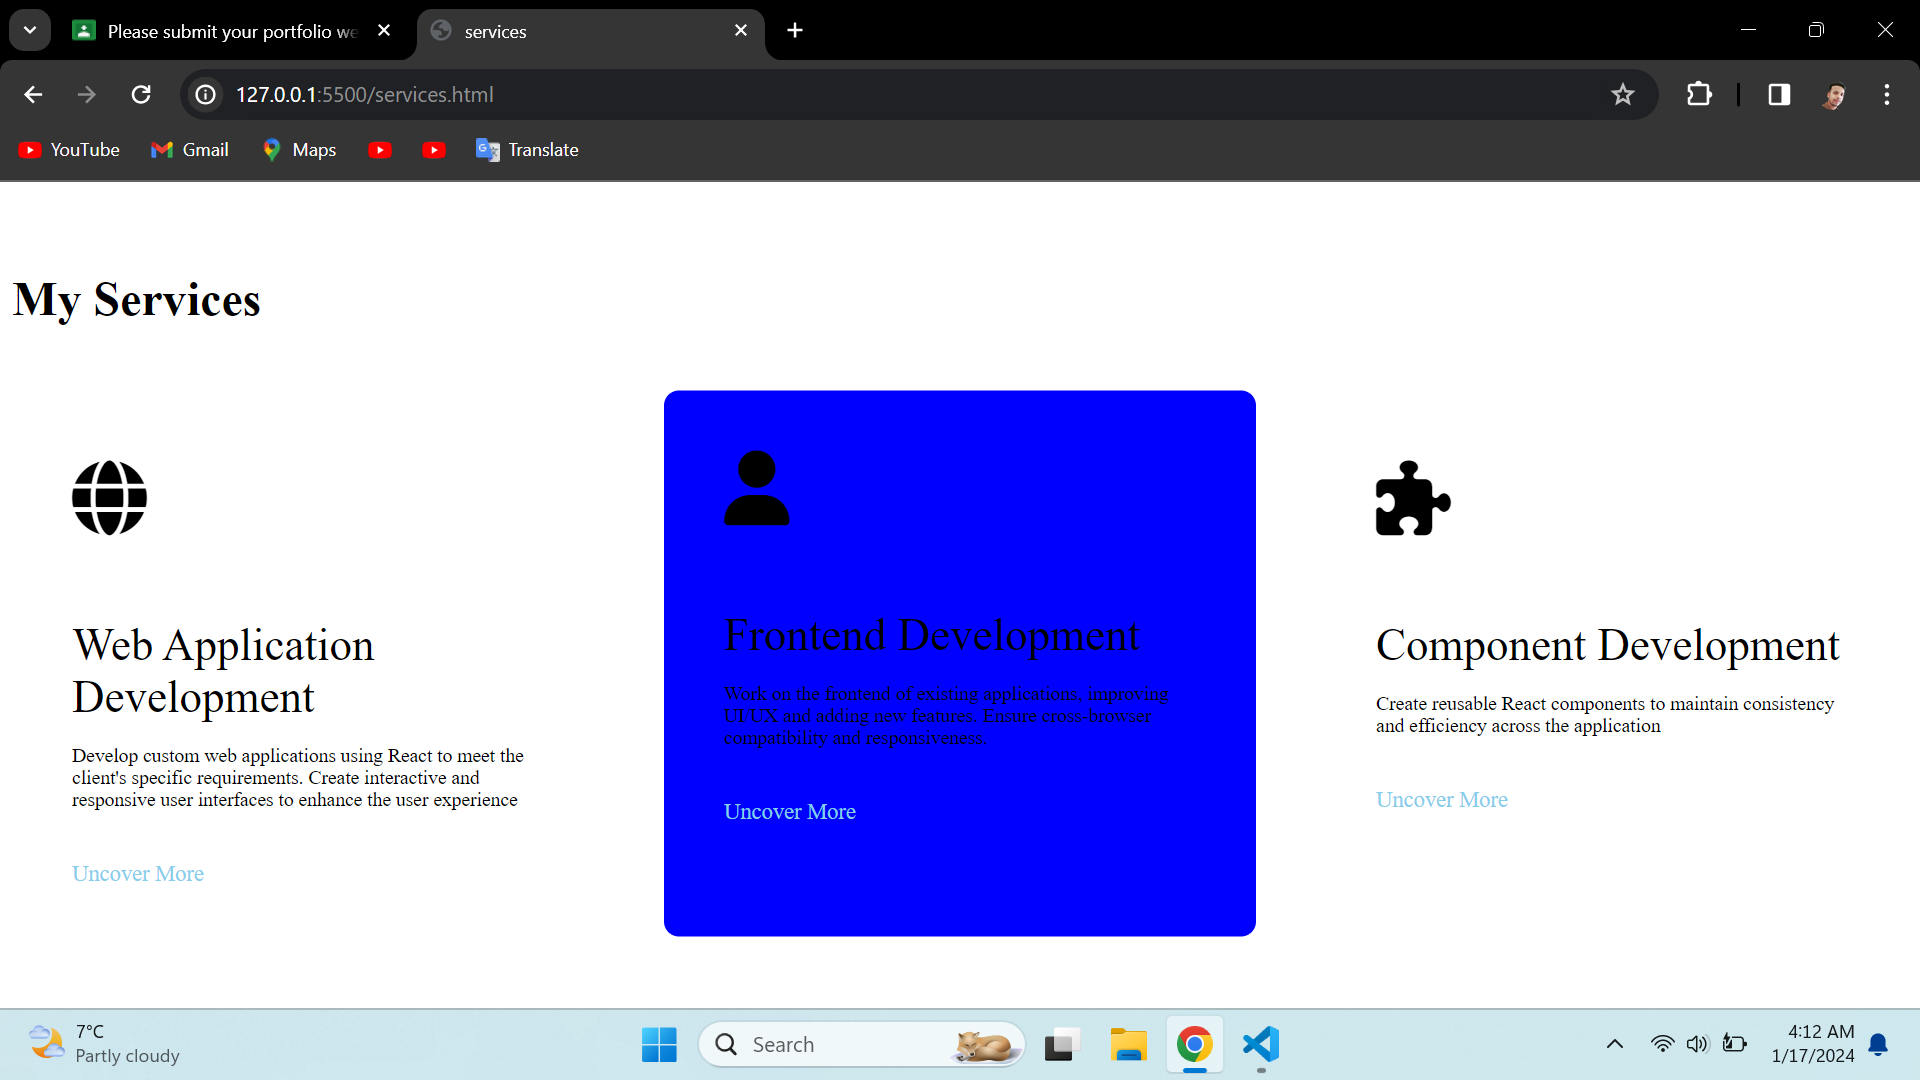 Please submit your portfolio we
services
127.0.0.1:5500/services.html
YouTube
Gmail
Maps
Translate
My Services
Web Application
Development
Develop custom web applications using React to meet the
client's specific requirements. Create interactive and
responsive user interfaces to enhance the user experience
Uncover More
Frontend Development
Work on the frontend of existing applications, improving
UI/UX and adding new features. Ensure cross-browser
compatibility and responsiveness.
Uncover More
Component Development
Create reusable React components to maintain consistency
and efficiency across the application
Uncover More
7°C
Partly cloudy
Search
4:12 AM
1/17/2024